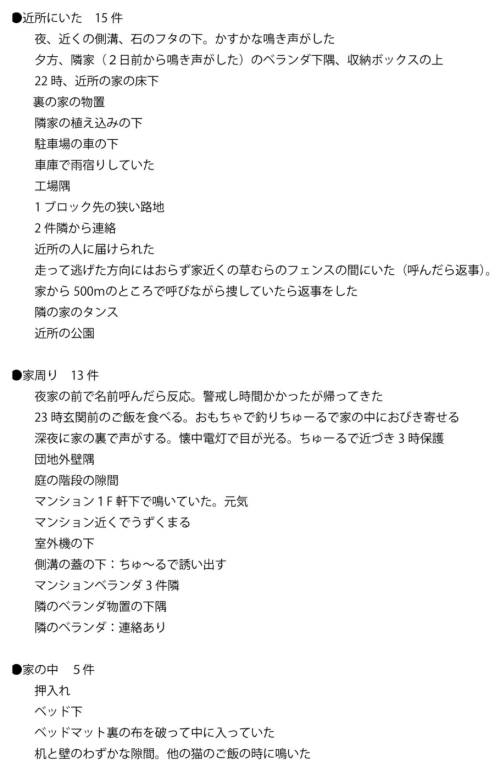 ●近所にいた　15 件
夜、近くの側溝、石のフタの下。かすかな鳴き声がした
夕方、隣家（２日前から鳴き声がした）のベランダ下隅、収納ボックスの上
22 時、近所の家の床下
裏の家の物置
隣家の植え込みの下
駐車場の車の下
車庫で雨宿りしていた
工場隅
1 ブロック先の狭い路地
2 件隣から連絡
近所の人に届けられた
走って逃げた方向にはおらず家近くの草むらのフェンスの間にいた（呼んだら返事）。
家から 500mのところで呼びながら捜していたら返事をした
隣の家のタンス
近所の公園
●家周り　13 件
夜家の前で名前呼んだら反応。警戒し時間かかったが帰ってきた
23 時玄関前のご飯を食べる。おもちゃで釣りちゅーるで家の中におびき寄せる
深夜に家の裏で声がする。懐中電灯で目が光る。ちゅーるで近づき 3 時保護
団地外壁隅
庭の階段の隙間
マンション 1 F 軒下で鳴いていた。元気
マンション近くでうずくまる
室外機の下
側溝の蓋の下：ちゅ～るで誘い出す
マンションベランダ 3 件隣
隣のベランダ物置の下隅
隣のベランダ：連絡あり
●家の中　５件
押入れ
ベッド下
ベッドマット裏の布を破って中に入っていた
机と壁のわずかな隙間。他の猫のご飯の時に鳴いた